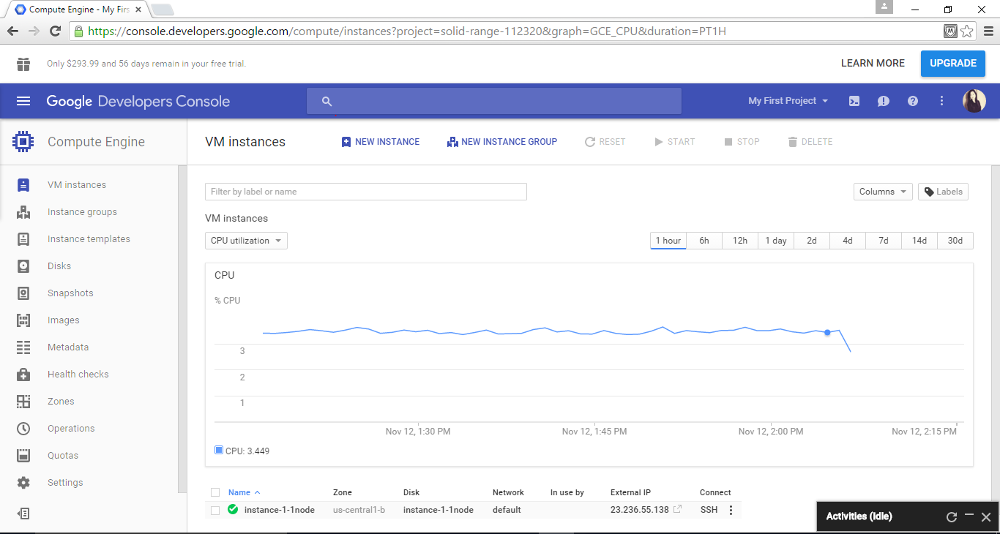 Compute Engine - My Firs
https://console.developers.google.com/compute/instances?project=solid-range-112320&graph=GCE_CPU&duration=PT1H
Only $293.99 and 56 days remain in your free trial.
LEARN MORE
UPGRADE
Google Developers Console
My First Project
Compute Engine
VM instances
NEW INSTANCE
NEW INSTANCE GROUP
RESET
START
STOP
DELETE
VM instances
Instance groups
Instance templates
Disks
Snapshots
Images
Metadata
Health checks
Zones
Operations
Quotas
Settings
Filter by label or name
Columns
Labels
VM instances
CPU utilization
1 hour 6h 12h 1 day 2d 4d 7d 14d 30d
CPU
% CPU
3
2
1
Nov 12, 1:30 PM Nov 12, 1:45 PM Nov 12, 2:00 PM Nov 12, 2:15 PM
CPU: 3.449
Name Zone Disk Network In use by External IP Connect
instance-1-1node us-central1-b instance-1-1node default 23.236.55.138 SSH
Activities (Idle)